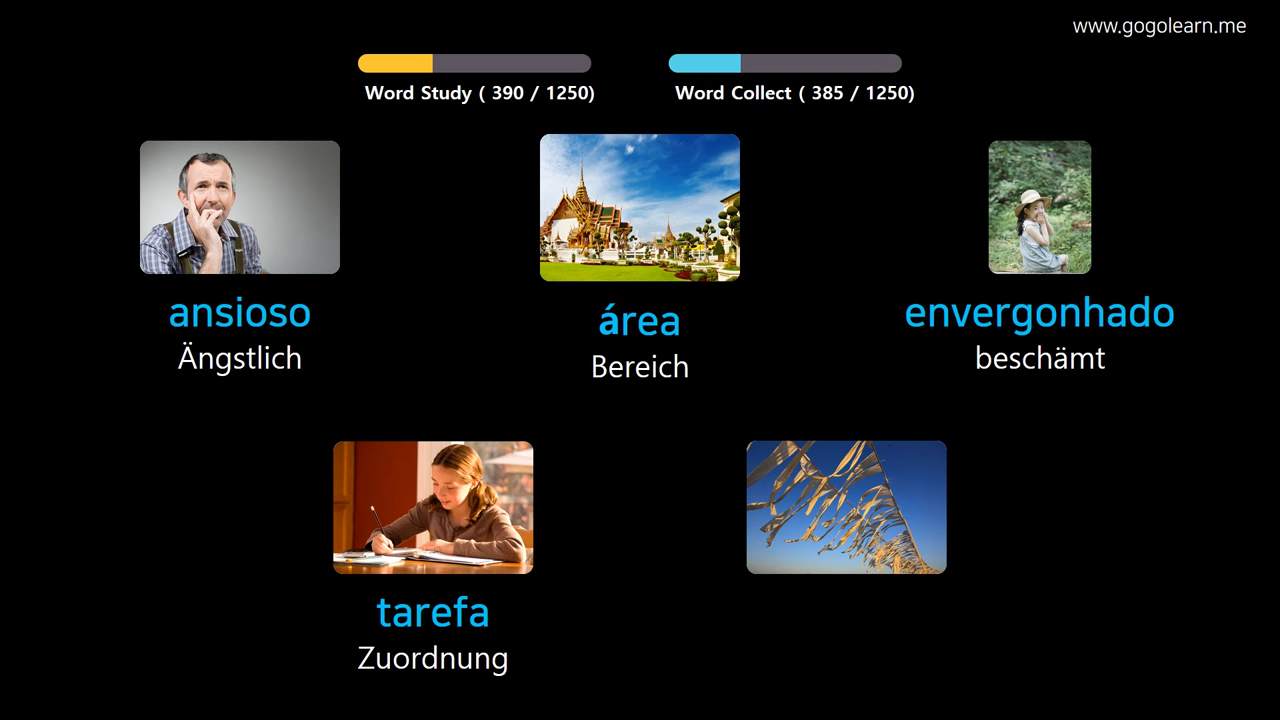 www.gogolearn.me
Word Study ( 390 / 1250)
Word Collect ( 385 / 1250)
ansioso
Ängstlich
área
Bereich
envergonhado
beschämt
tarefa
Zuordnung